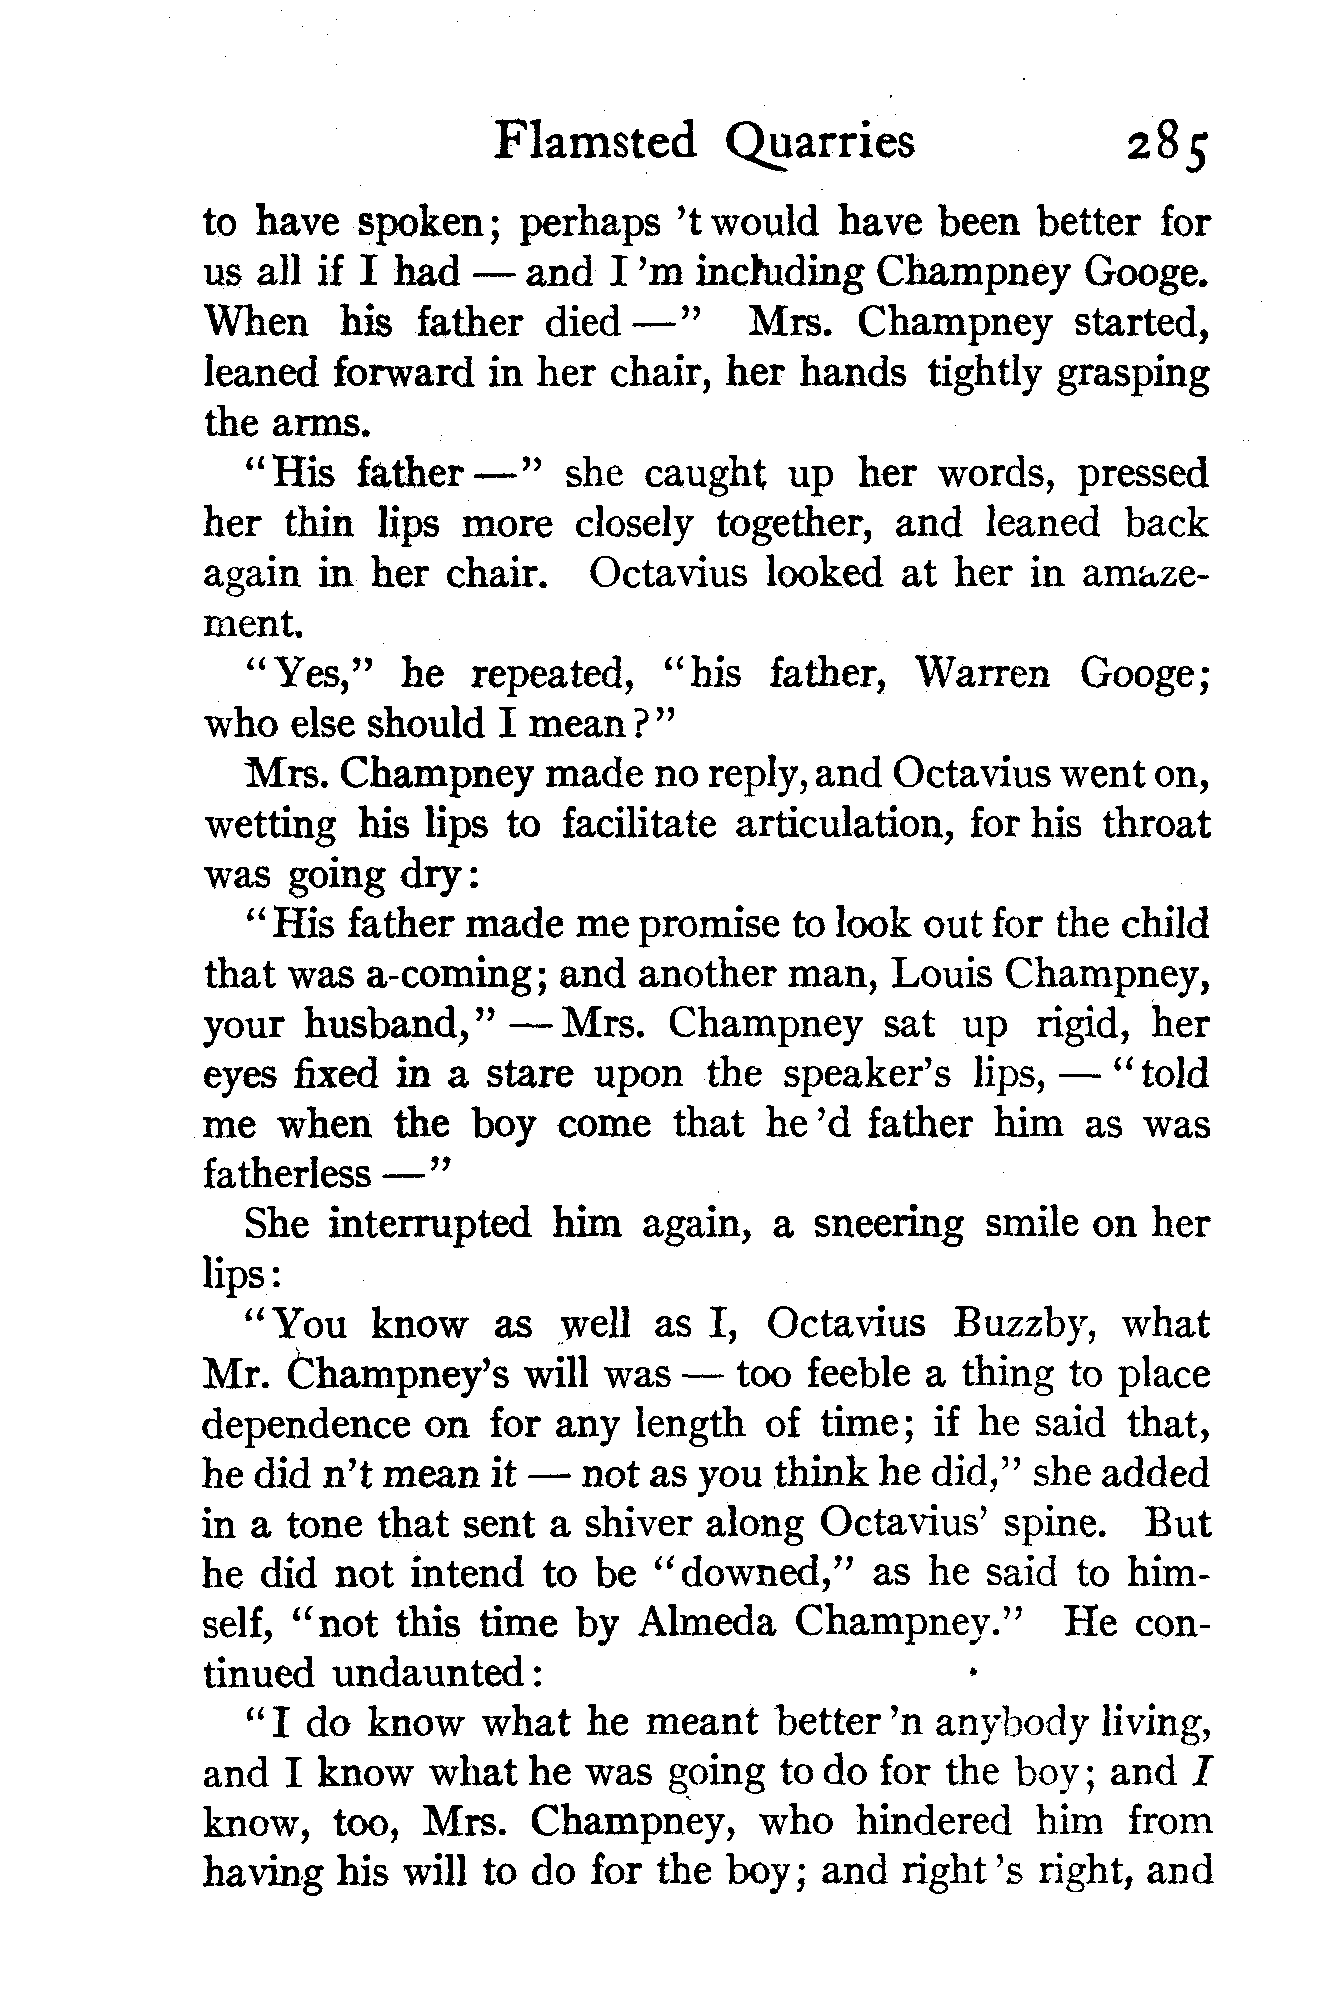 Flamsted Quarries 285
to have spoken; perhaps 't would have been better for
us all if I had — and I 'm including Champney Googe.
When his father died —" Mrs. Champney started,
leaned forward in her chair, her hands tightly grasping
the arms.
"His father —" she caught up her words, pressed
her thin lips more closely together, and leaned back
again in her chair. Octavius looked at her in amaze-
ment.
"Yes," he repeated, "his father, Warren Googe;
who else should I mean?"
Mrs. Champney made no reply, and Octavius went on,
wetting his lips to facilitate articulation, for his throat
was going dry:
"His father made me promise to look out for the child
that was a-coming; and another man, Louis Champney,
your husband," — Mrs. Champney sat up rigid, her
eyes fixed in a stare upon the speaker's lips, — "told
me when the boy come that he 'd father him as was
fatherless —"
She interrupted him again, a sneering smile on her
lips:
"You know as well as I, Octavius Buzzby, what
Mr. Champney's will was — too feeble a thing to place
dependence on for any length of time; if he said that,
he did n't mean it — not as you think he did," she added
in a tone that sent a shiver along Octavius' spine. But
he did not intend to be "downed," as he said to him-
self, "not this time by Almeda Champney." He con-
tinued undaunted:
"I do know what he meant better 'n anybody living,
and I know what he was going to do for the boy; and I
know, too, Mrs. Champney, who hindered him from
having his will to do for the boy; and right 's right, and